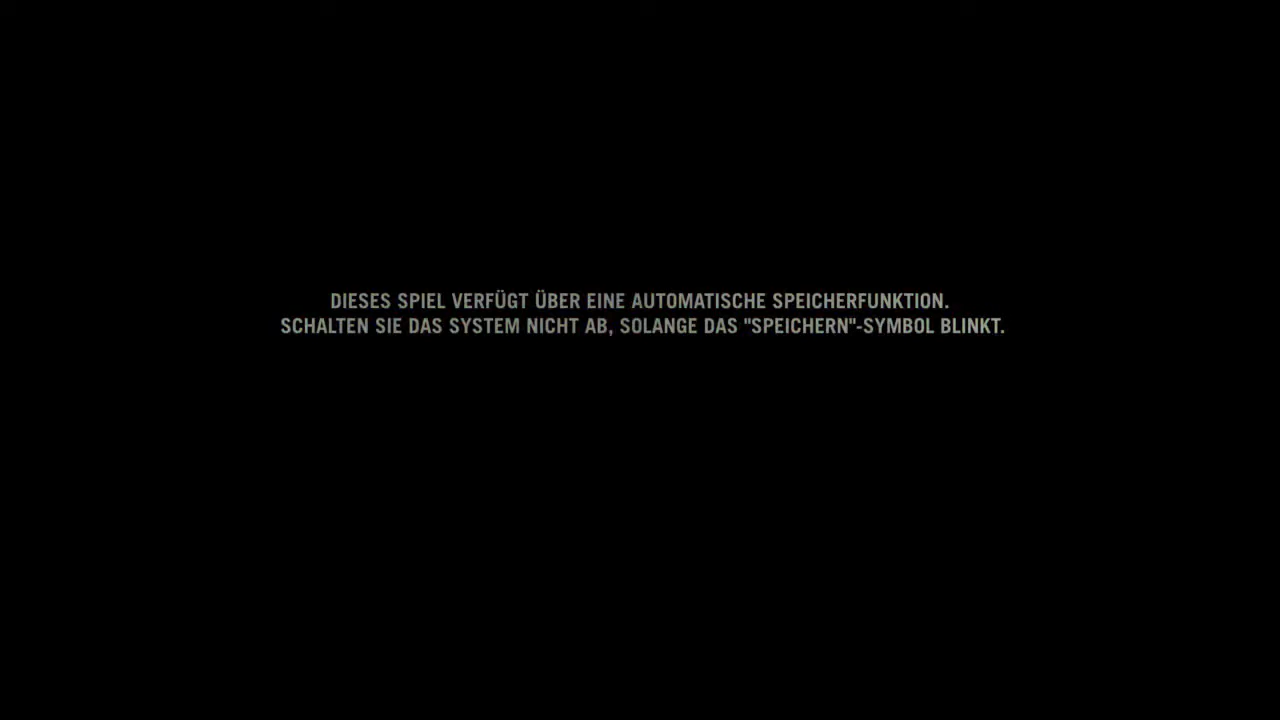 DIESES SPIEL VERFÜGT ÜBER EINE AUTOMATISCHE SPEICHERFUNKTION.
SCHALTEN SIE DAS SYSTEM NICHT AB, SOLANGE DAS "SPEICHERN"-SYMBOL BLINKT.